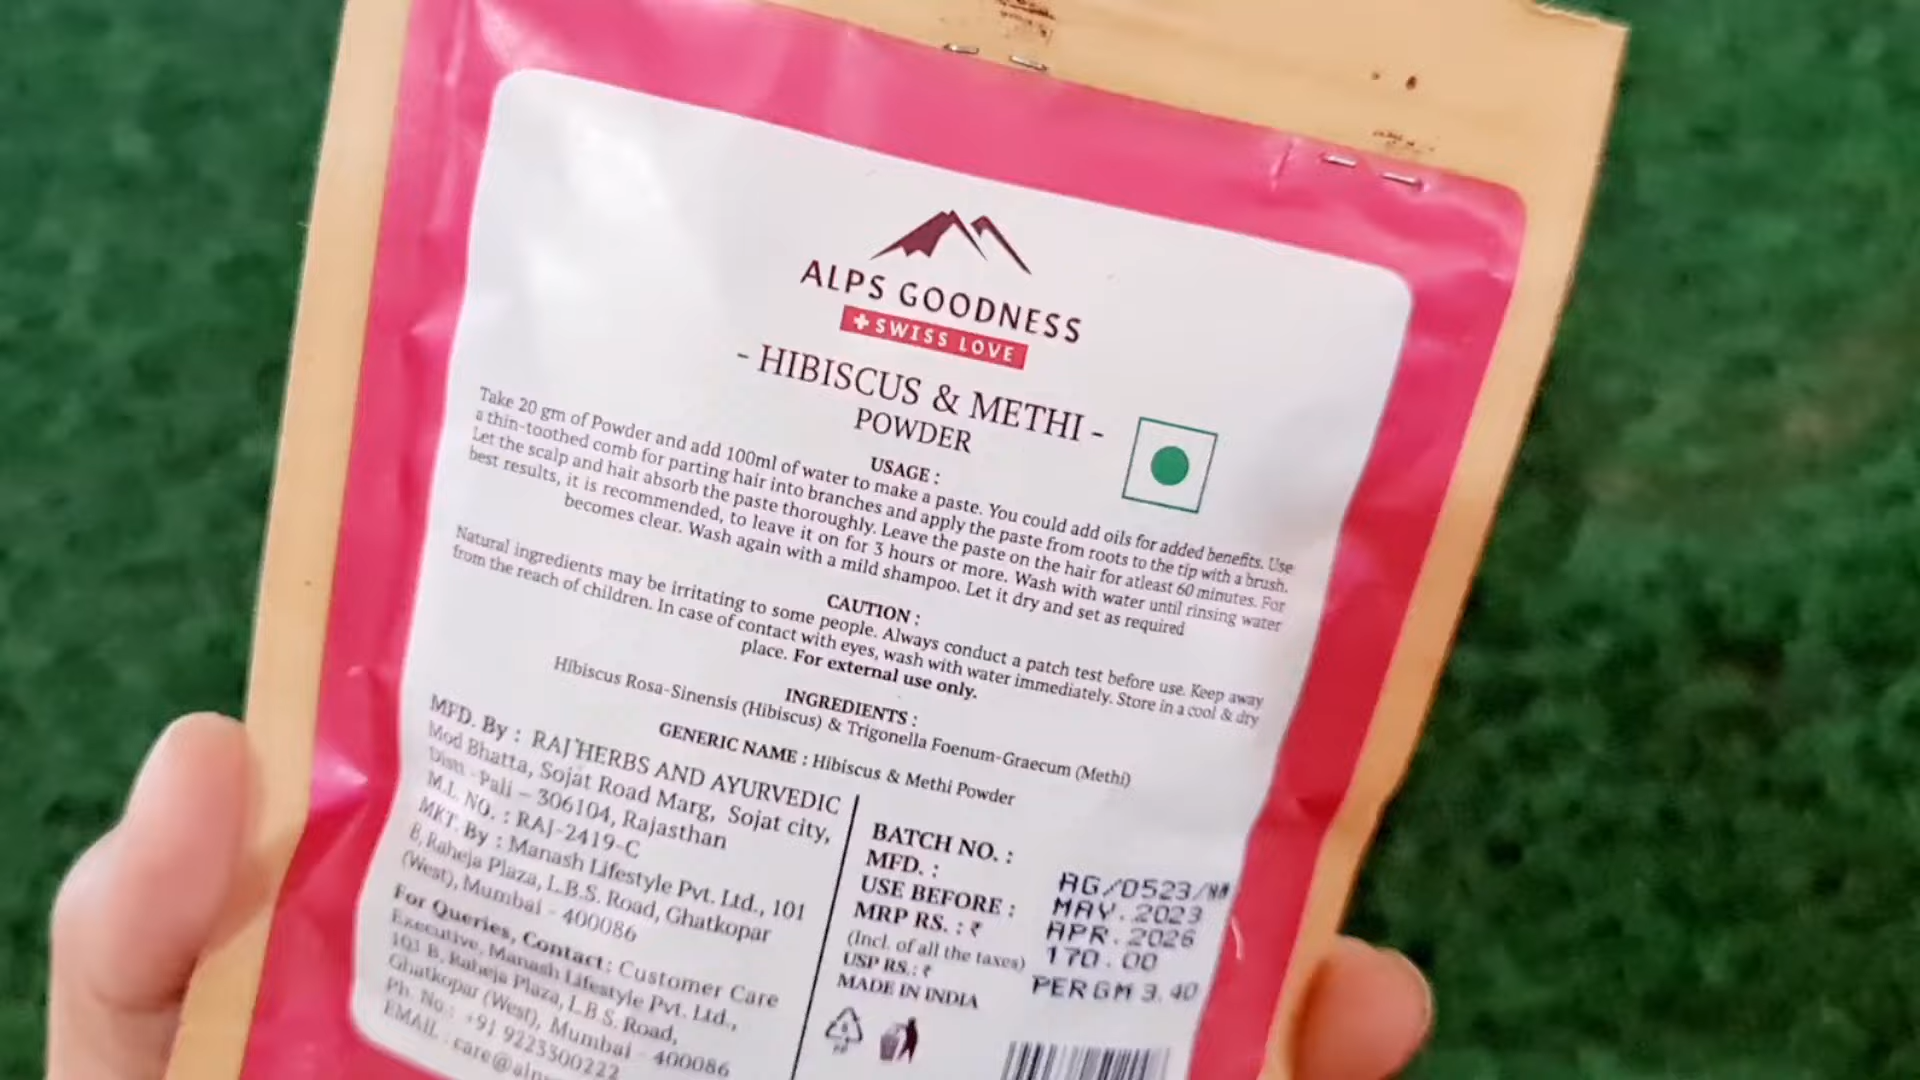 ALPS GOODNESS
SWISS LOVE
- HIBISCUS & METHI -
POWDER
USAGE :
Take 20 gm of Powder and add 100ml of water to make a paste. You could add oils for added benefits. Use
a thin-toothed comb for parting hair into branches and apply the paste from roots to the tip with a brush.
Let the scalp and hair absorb the paste thoroughly. Leave the paste on the hair for atleast 60 minutes. For
best results, it is recommended, to leave it on for 3 hours or more. Wash with water until rinsing water
becomes clear. Wash again with a mild shampoo. Let it dry and set as required
CAUTION :
Natural ingredients may be irritating to some people. Always conduct a patch test before use. Keep away
from the reach of children. In case of contact with eyes, wash with water immediately. Store in a cool & dry
place. For external use only.
INGREDIENTS :
Hibiscus Rosa-Sinensis (Hibiscus) & Trigonella Foenum-Graecum (Methi)
GENERIC NAME : Hibiscus & Methi Powder
MFD. By : RAJ HERBS AND AYURVEDIC
Mod Bhatta, Sojat Road Marg, Sojat city,
Distt - Pali – 306104, Rajasthan
M.L. NO. : RAJ-2419-C
MKT. By : Manash Lifestyle Pvt. Ltd., 101
B, Raheja Plaza, L.B.S. Road, Ghatkopar
(West), Mumbai - 400086
For Queries, Contact: Customer Care
Executive, Manash Lifestyle Pvt. Ltd.,
101 B, Raheja Plaza, L.B.S. Road,
Ghatkopar (West), Mumbai - 400086
Ph. No.: +91 9223300222
EMAIL : care@alp
BATCH NO. : AG/0523/
MFD. : MAY. 2023
USE BEFORE : APR. 2026
MRP RS. : ₹ 170.00
(Incl. of all the taxes)
USP RS.: ₹ PER GM 3.40
MADE IN INDIA
5
PP